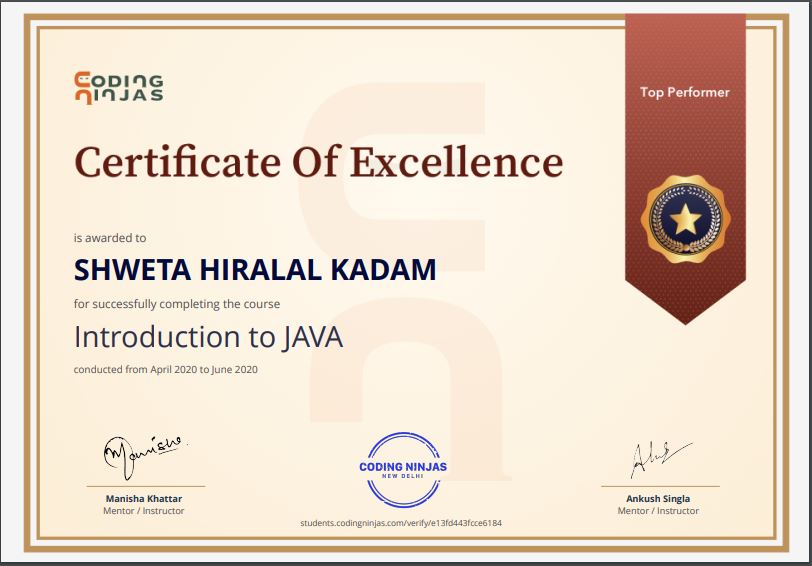 CODING
NINJAS
Top Performer
Certificate Of Excellence
is awarded to
SHWETA HIRALAL KADAM
for successfully completing the course
Introduction to JAVA
conducted from April 2020 to June 2020
Manisha
CODING NINJAS
NEW DELHI
Manisha Khattar
Mentor / Instructor
Ankush Singla
Mentor / Instructor
students.codingninjas.com/verify/e13fd443fcce6184